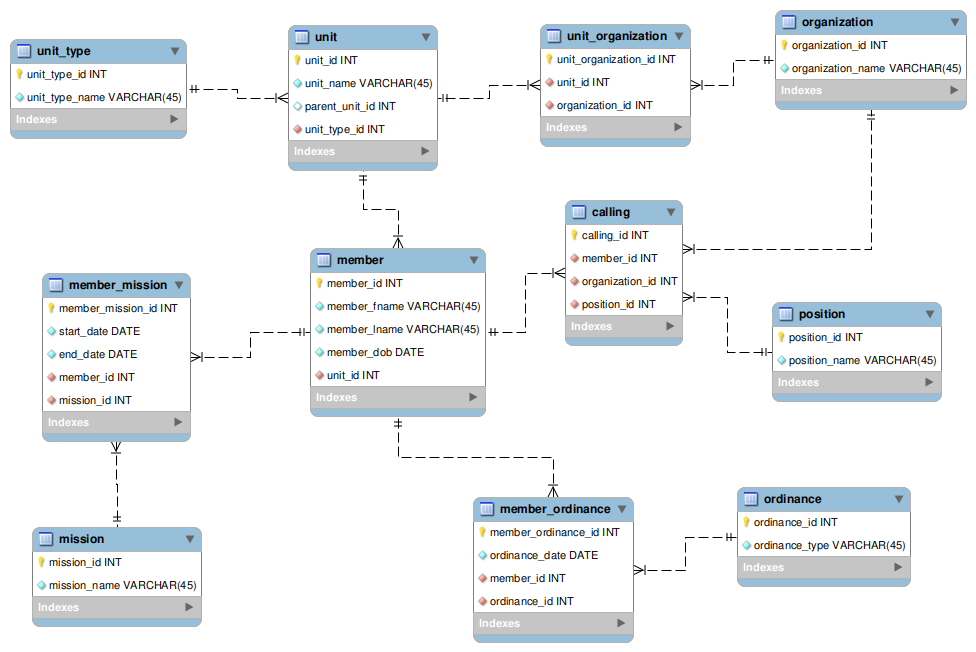 unit_type
unit_type_id INT
unit_type_name VARCHAR(45)
Indexes
unit
unit_id INT
unit_name VARCHAR(45)
parent_unit_id INT
unit_type_id INT
Indexes
unit_organization
unit_organization_id INT
unit_id INT
organization_id INT
Indexes
organization
organization_id INT
organization_name VARCHAR(45)
Indexes
calling
calling_id INT
member_id INT
organization_id INT
position_id INT
Indexes
member
member_id INT
member_fname VARCHAR(45)
member_lname VARCHAR(45)
member_dob DATE
unit_id INT
Indexes
member_mission
member_mission_id INT
start_date DATE
end_date DATE
member_id INT
mission_id INT
Indexes
position
position_id INT
position_name VARCHAR(45)
Indexes
mission
mission_id INT
mission_name VARCHAR(45)
Indexes
member_ordinance
member_ordinance_id INT
ordinance_date DATE
member_id INT
ordinance_id INT
Indexes
ordinance
ordinance_id INT
ordinance_type VARCHAR(45)
Indexes